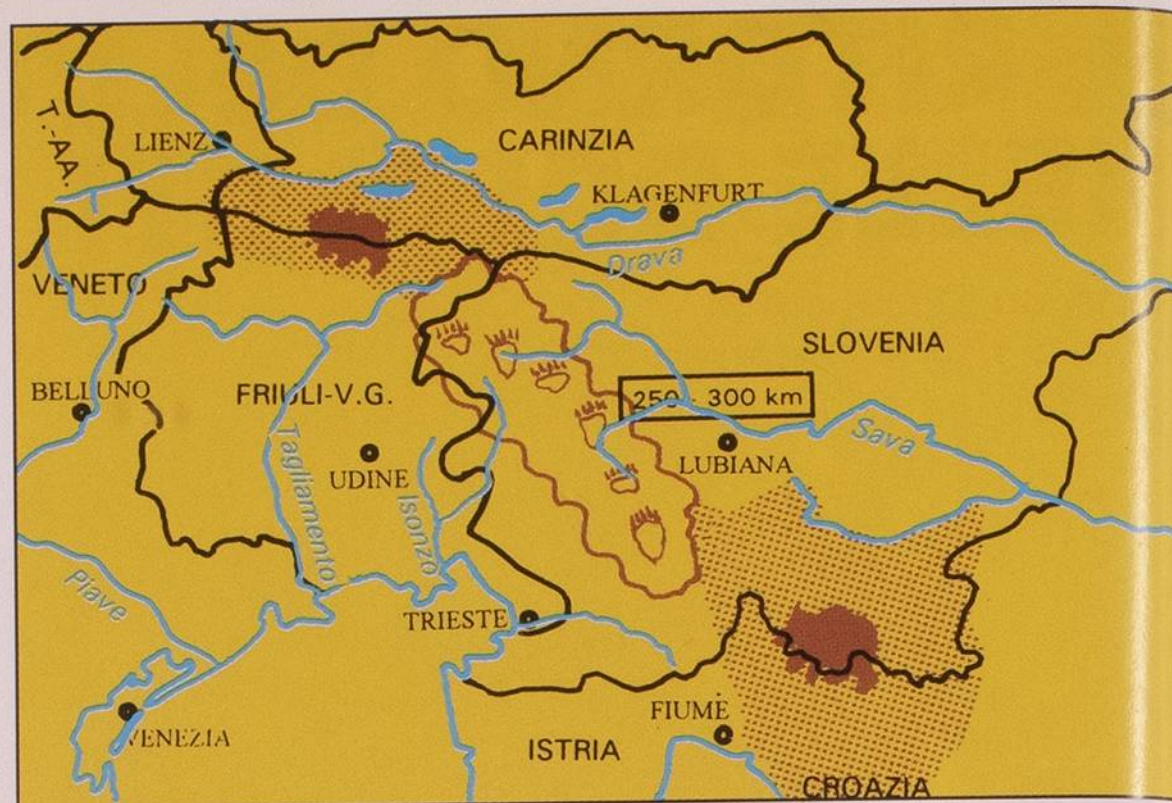 T.-AA.
LIENZ
CARINZIA
KLAGENFURT
Drava
VENETO
SLOVENIA
BELLUNO
FRIULI-V.G.
250 - 300 km
Sava
UDINE
LUBIANA
Tagliamento
Isonzo
Piave
TRIESTE
FIUME
VENEZIA
ISTRIA
CROAZIA